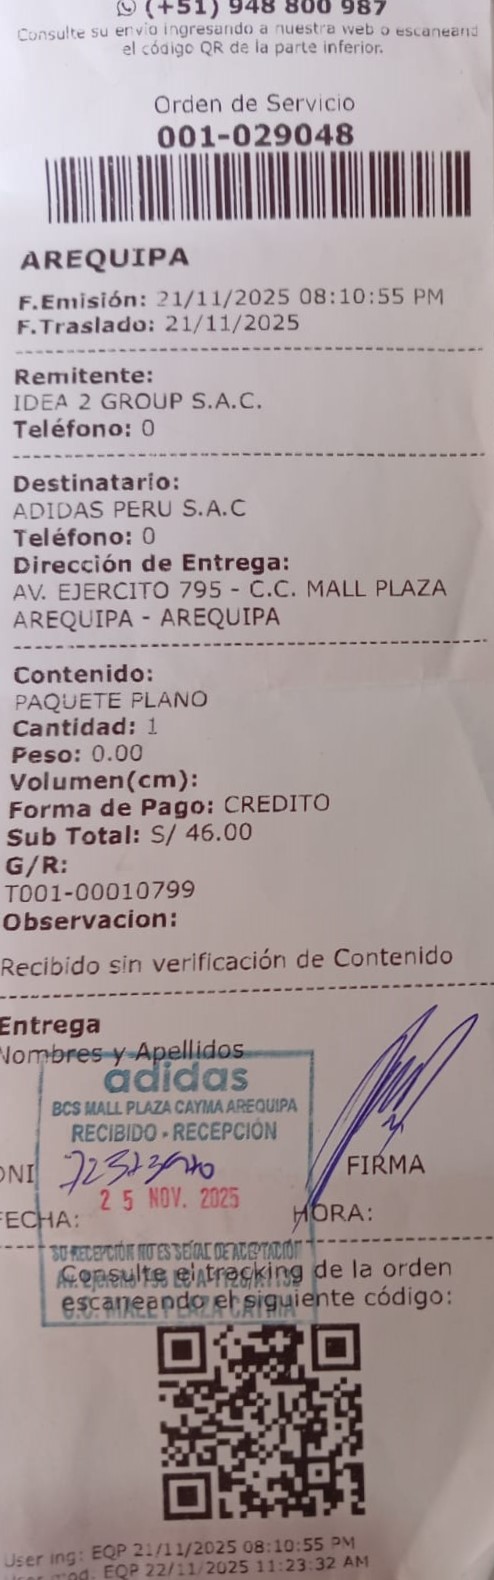 (+51) 948 800 987
Consulte su envío ingresando a nuestra web o escaneand
el código QR de la parte inferior.
Orden de Servicio
001-029048
AREQUIPA
F.Emisión: 21/11/2025 08:10:55 PM
F.Traslado: 21/11/2025
Remitente:
IDEA 2 GROUP S.A.C.
Teléfono: 0
Destinatario:
ADIDAS PERU S.A.C
Teléfono: 0
Dirección de Entrega:
AV. EJERCITO 795 - C.C. MALL PLAZA
AREQUIPA - AREQUIPA
Contenido:
PAQUETE PLANO
Cantidad: 1
Peso: 0.00
Volumen(cm):
Forma de Pago: CREDITO
Sub Total: S/ 46.00
G/R:
T001-00010799
Observacion:
Recibido sin verificación de Contenido
Entrega
Nombres y Apellidos
adidas
BCS MALL PLAZA CAYMA AREQUIPA
RECIBIDO - RECEPCIÓN
DNI
FIRMA
25 NOV. 2025
FECHA:
HORA:
SU RECEPCIÓN NO ES SEÑAL DE ACEPTACIÓN
Consulte el tracking de la orden
escaneando el siguiente código:
C.C. MALL PLAZA CAYMA
User ing: EQP 21/11/2025 08:10:55 PM
User mod. EQP 22/11/2025 11:23:32 AM